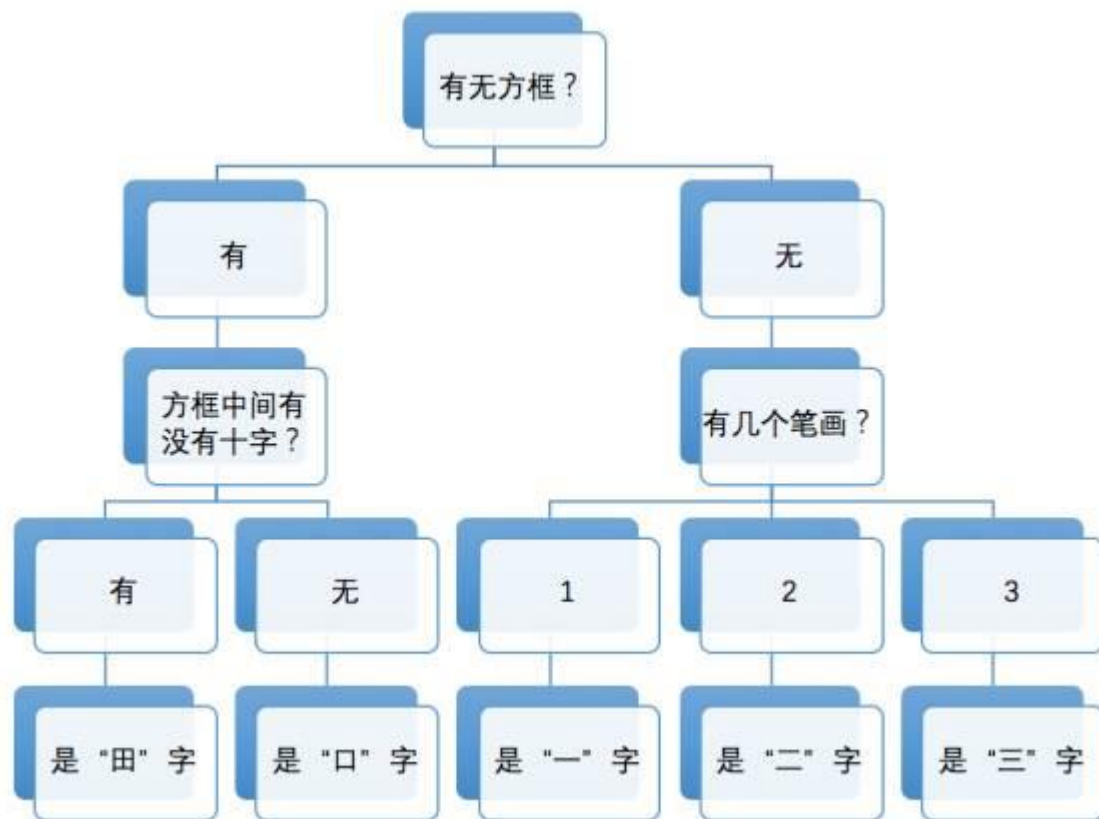 有无方框？
有
无
方框中间有
没有十字？
有几个笔画？
有
无
1
2
3
是“田”字
是“口”字
是“一”字
是“二”字
是“三”字